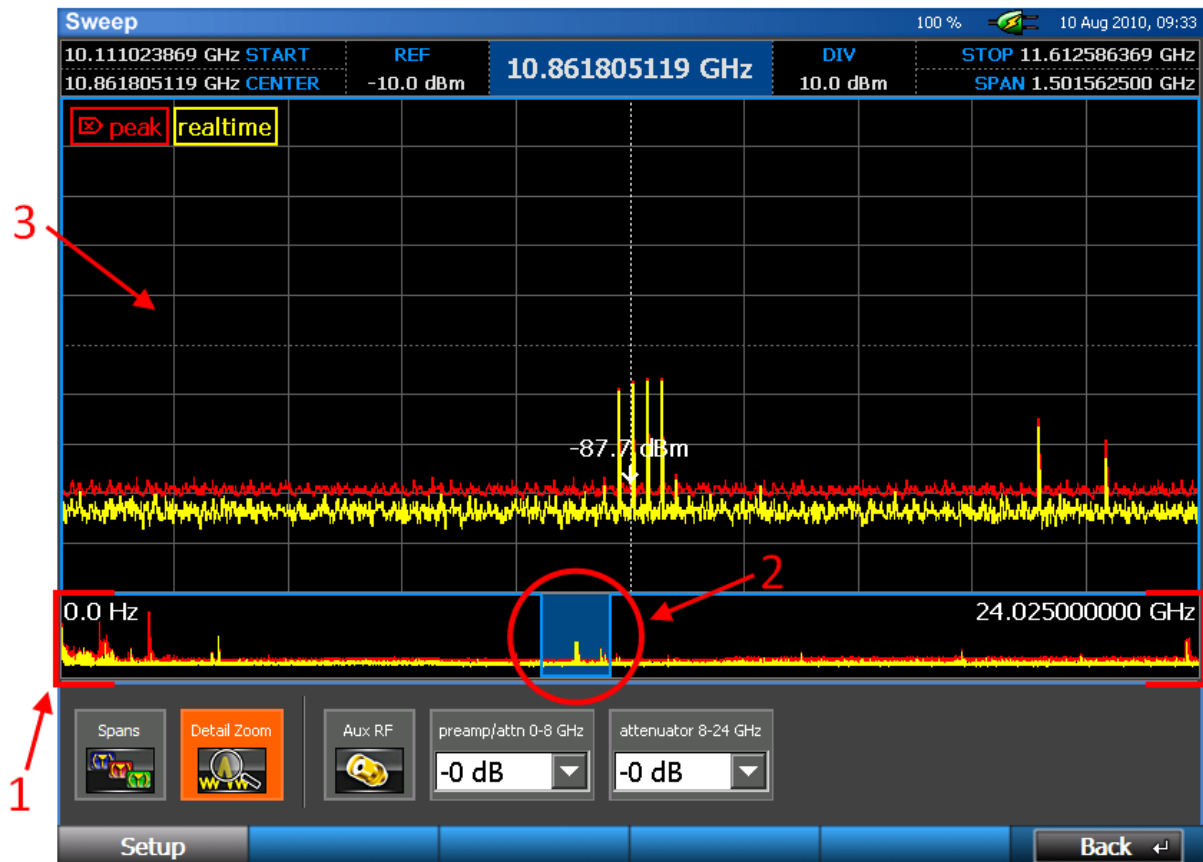 Sweep 100 % 10 Aug 2010, 09:33
10.111023869 GHz START REF 10.861805119 GHz DIV STOP 11.612586369 GHz
10.861805119 GHz CENTER -10.0 dBm 10.0 dBm SPAN 1.501562500 GHz
peak realtime
3
-87.7 dBm
2
0.0 Hz 24.025000000 GHz
Spans Detail Zoom Aux RF preamp/attn 0-8 GHz attenuator 8-24 GHz
-0 dB -0 dB
1
Setup Back